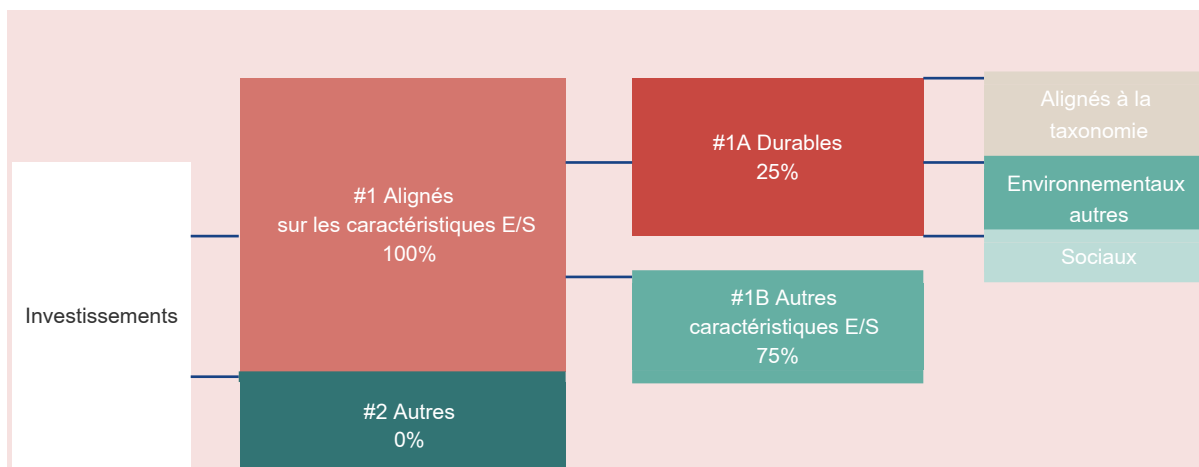 Investissements
#1 Alignés
sur les caractéristiques E/S
100%
#2 Autres
0%
#1A Durables
25%
#1B Autres
caractéristiques E/S
75%
Alignés à la
taxonomie
Environnementaux
autres
Sociaux